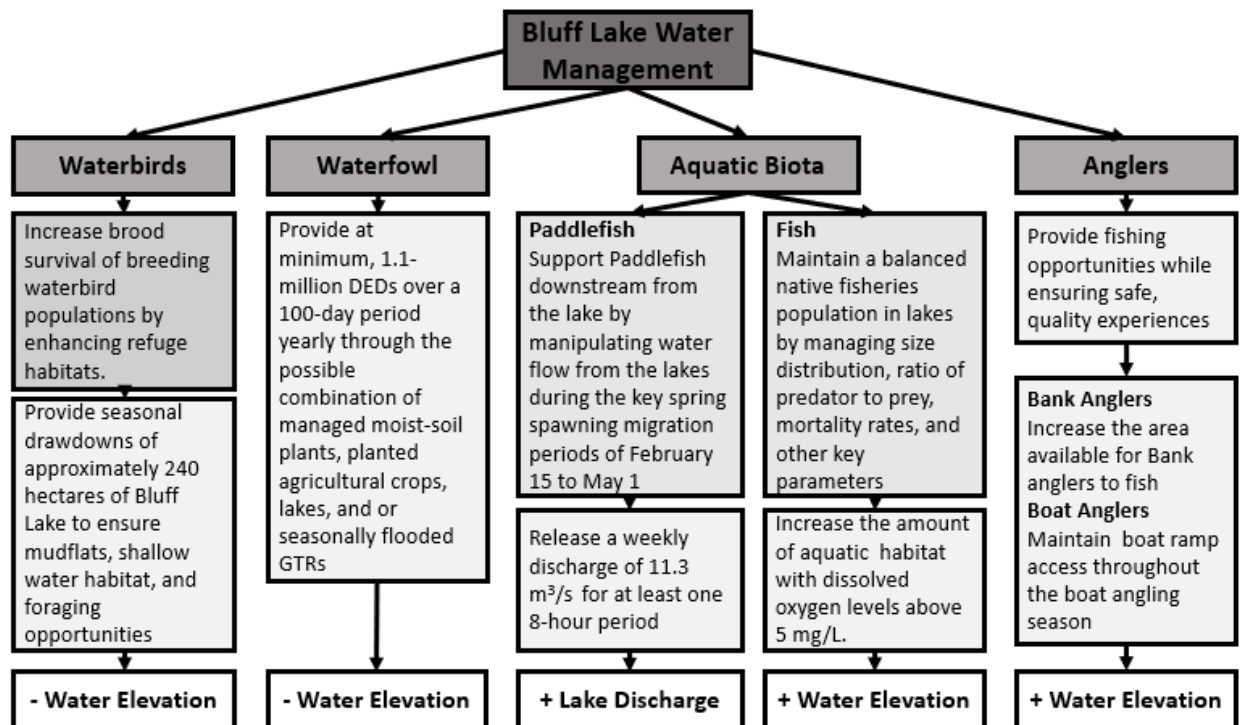 Bluff Lake Water
Management
Waterbirds
Increase brood
survival of breeding
waterbird
populations by
enhancing refuge
habitats.
Provide seasonal
drawdowns of
approximately 240
hectares of Bluff
Lake to ensure
mudflats, shallow
water habitat, and
foraging
opportunities
- Water Elevation
Waterfowl
Provide at
minimum, 1.1-
million DEDs over a
100-day period
yearly through the
possible
combination of
managed moist-soil
plants, planted
agricultural crops,
lakes, and or
seasonally flooded
GTRs
- Water Elevation
Aquatic Biota
Paddlefish
Support Paddlefish
downstream from
the lake by
manipulating water
flow from the lakes
during the key spring
spawning migration
periods of February
15 to May 1
Release a weekly
discharge of 11.3
m³/s for at least one
8-hour period
+ Lake Discharge
Fish
Maintain a balanced
native fisheries
population in lakes
by managing size
distribution, ratio of
predator to prey,
mortality rates, and
other key
parameters
Increase the amount
of aquatic habitat
with dissolved
oxygen levels above
5 mg/L.
+ Water Elevation
Anglers
Provide fishing
opportunities while
ensuring safe,
quality experiences
Bank Anglers
Increase the area
available for Bank
anglers to fish
Boat Anglers
Maintain boat ramp
access throughout
the boat angling
season
+ Water Elevation